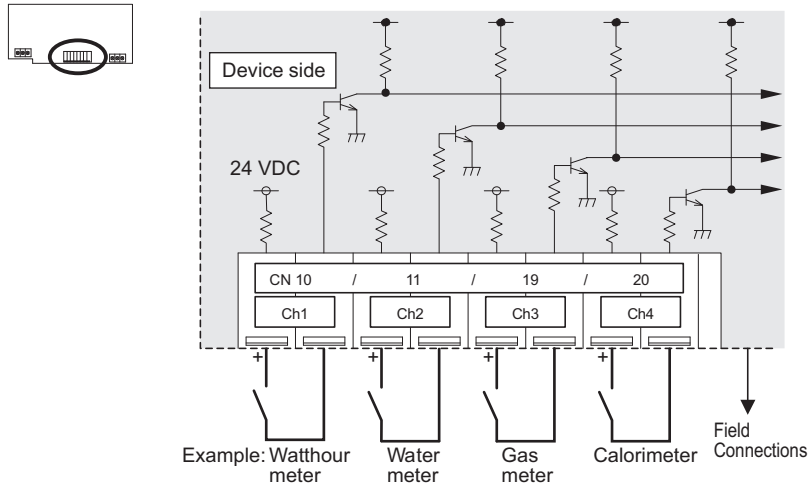 Device side
24 VDC
CN 10 / 11 / 19 / 20
Ch1 Ch2 Ch3 Ch4
+ + + +
Example: Watthour meter
Water meter
Gas meter
Calorimeter
Field Connections